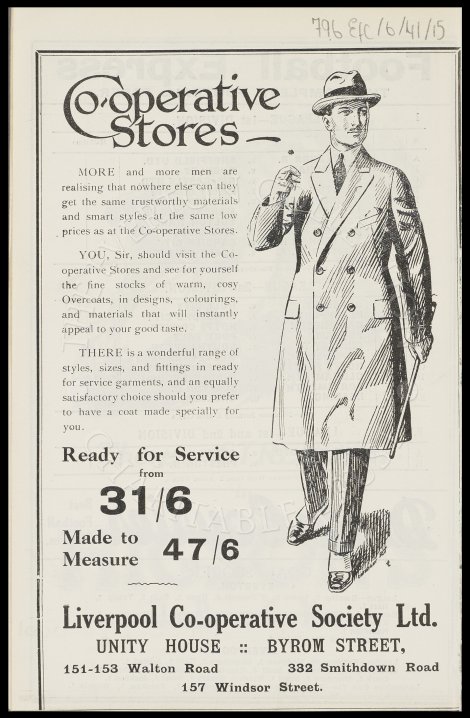 796 EFC/6/41/15
Co-operative
Stores
MORE and more men are
realising that nowhere else can they
get the same trustworthy materials
and smart styles at the same low
prices as at the Co-operative Stores.
YOU, Sir, should visit the Co-
operative Stores and see for yourself
the fine stocks of warm, cosy
Overcoats, in designs, colourings,
and materials that will instantly
appeal to your good taste.
THERE is a wonderful range of
styles, sizes, and fittings in ready
for service garments, and an equally
satisfactory choice should you prefer
to have a coat made specially for
you.
Ready for Service
from
31/6
Made to
Measure 47/6
Liverpool Co-operative Society Ltd.
UNITY HOUSE :: BYROM STREET,
151-153 Walton Road 332 Smithdown Road
157 Windsor Street.